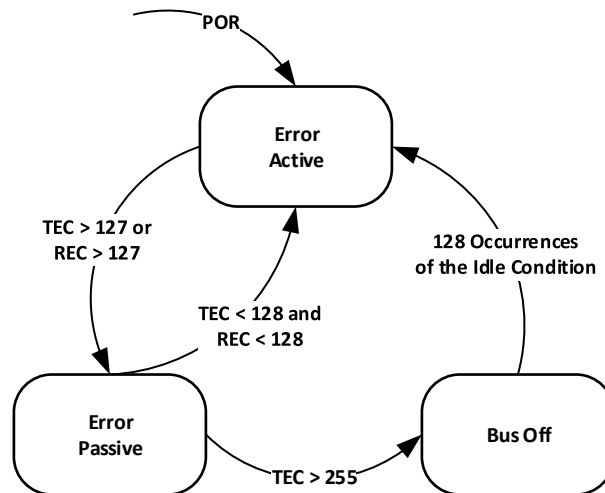 POR
Error
Active
TEC > 127 or
REC > 127
128 Occurrences
of the Idle Condition
TEC < 128 and
REC < 128
Error
Passive
Bus Off
TEC > 255